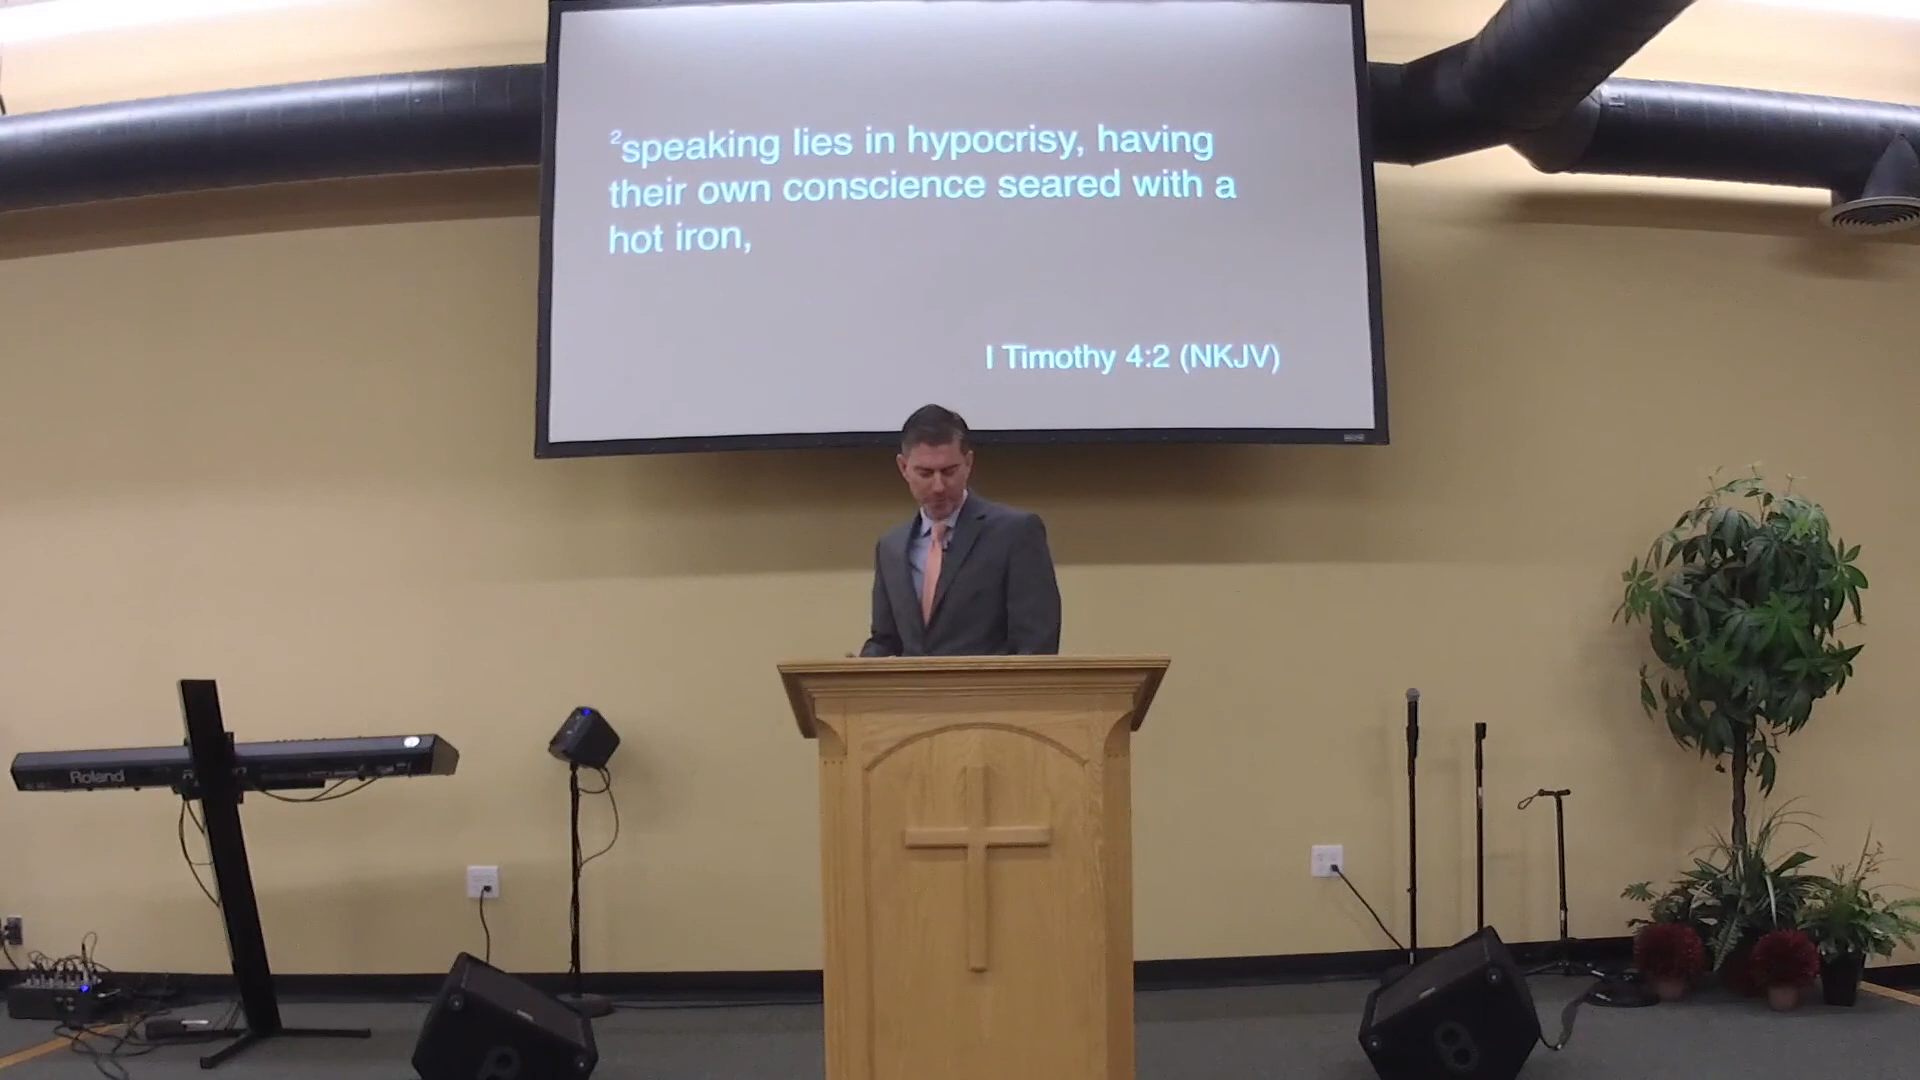 ²speaking lies in hypocrisy, having
their own conscience seared with a
hot iron,
I Timothy 4:2 (NKJV)
Roland